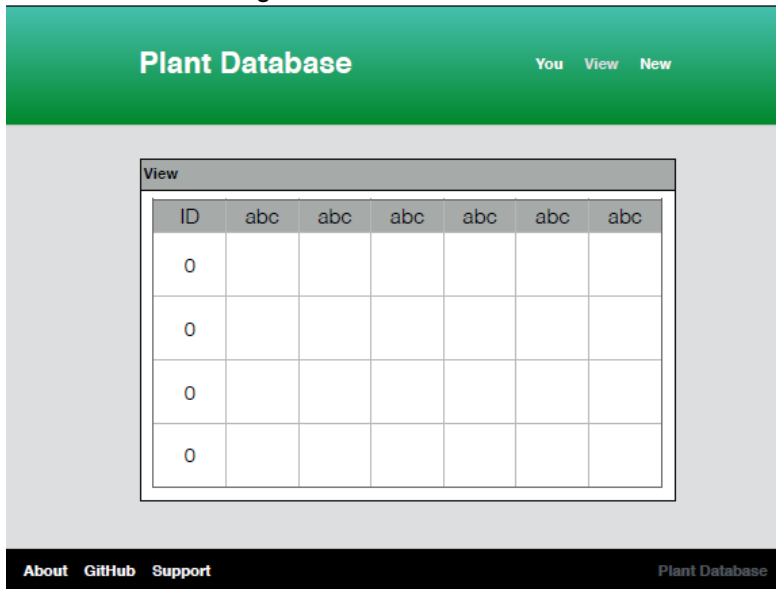 Plant Database You View New
View
ID abc abc abc abc abc abc
0
0
0
0
About GitHub Support Plant Database